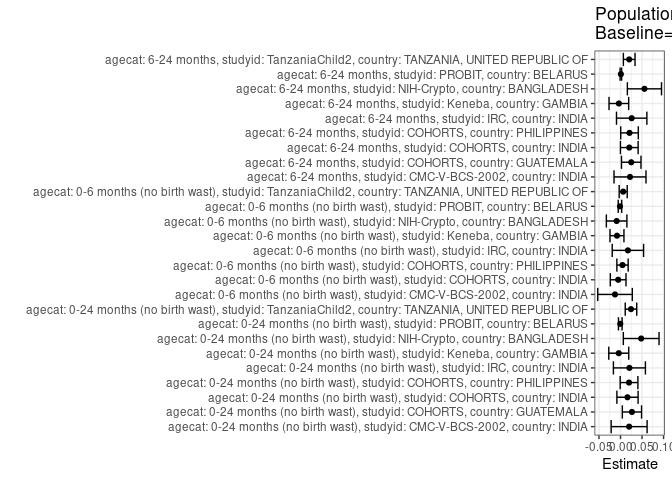 Population
Baseline=
agecat: 6-24 months, studyid: TanzaniaChild2, country: TANZANIA, UNITED REPUBLIC OF
agecat: 6-24 months, studyid: PROBIT, country: BELARUS
agecat: 6-24 months, studyid: NIH-Crypto, country: BANGLADESH
agecat: 6-24 months, studyid: Keneba, country: GAMBIA
agecat: 6-24 months, studyid: IRC, country: INDIA
agecat: 6-24 months, studyid: COHORTS, country: PHILIPPINES
agecat: 6-24 months, studyid: COHORTS, country: INDIA
agecat: 6-24 months, studyid: COHORTS, country: GUATEMALA
agecat: 6-24 months, studyid: CMC-V-BCS-2002, country: INDIA
agecat: 0-6 months (no birth wast), studyid: TanzaniaChild2, country: TANZANIA, UNITED REPUBLIC OF
agecat: 0-6 months (no birth wast), studyid: PROBIT, country: BELARUS
agecat: 0-6 months (no birth wast), studyid: NIH-Crypto, country: BANGLADESH
agecat: 0-6 months (no birth wast), studyid: Keneba, country: GAMBIA
agecat: 0-6 months (no birth wast), studyid: IRC, country: INDIA
agecat: 0-6 months (no birth wast), studyid: COHORTS, country: PHILIPPINES
agecat: 0-6 months (no birth wast), studyid: COHORTS, country: INDIA
agecat: 0-6 months (no birth wast), studyid: CMC-V-BCS-2002, country: INDIA
agecat: 0-24 months (no birth wast), studyid: TanzaniaChild2, country: TANZANIA, UNITED REPUBLIC OF
agecat: 0-24 months (no birth wast), studyid: PROBIT, country: BELARUS
agecat: 0-24 months (no birth wast), studyid: NIH-Crypto, country: BANGLADESH
agecat: 0-24 months (no birth wast), studyid: Keneba, country: GAMBIA
agecat: 0-24 months (no birth wast), studyid: IRC, country: INDIA
agecat: 0-24 months (no birth wast), studyid: COHORTS, country: PHILIPPINES
agecat: 0-24 months (no birth wast), studyid: COHORTS, country: INDIA
agecat: 0-24 months (no birth wast), studyid: COHORTS, country: GUATEMALA
agecat: 0-24 months (no birth wast), studyid: CMC-V-BCS-2002, country: INDIA
-0.05 0.00 0.05 0.10
Estimate